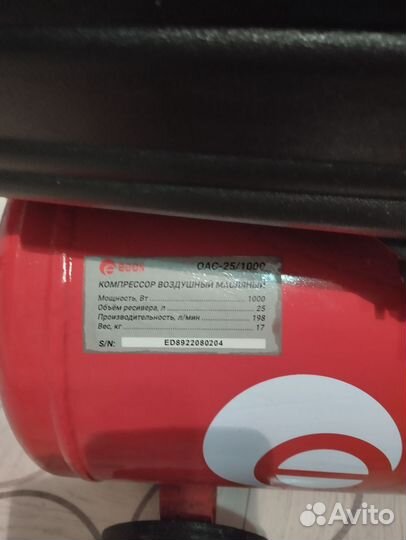 EDON OAC-25/1000
КОМПРЕССОР ВОЗДУШНЫЙ МАСЛЯНЫЙ
Мощность, Вт 1000
Объём ресивера, л 25
Производительность, л/мин 198
Вес, кг 17
S/N: ED8922080204
Avito